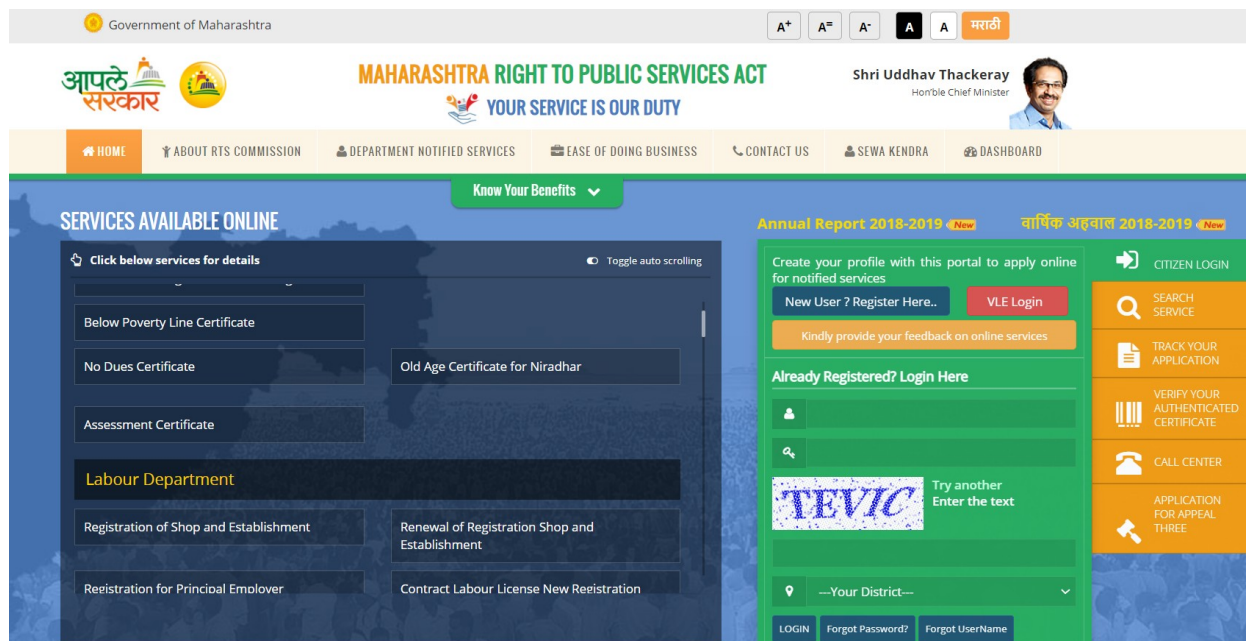 Government of Maharashtra
A+ A= A- A A मराठी
आपले
सरकार
MAHARASHTRA RIGHT TO PUBLIC SERVICES ACT
YOUR SERVICE IS OUR DUTY
Shri Uddhav Thackeray
Hon'ble Chief Minister
HOME ABOUT RTS COMMISSION DEPARTMENT NOTIFIED SERVICES EASE OF DOING BUSINESS CONTACT US SEWA KENDRA DASHBOARD
Know Your Benefits
SERVICES AVAILABLE ONLINE
Click below services for details Toggle auto scrolling
Below Poverty Line Certificate
No Dues Certificate Old Age Certificate for Niradhar
Assessment Certificate
Labour Department
Registration of Shop and Establishment
Renewal of Registration Shop and
Establishment
Registration for Principal Employer Contract Labour License New Registration
Annual Report 2018-2019 New वार्षिक अहवाल 2018-2019 New
Create your profile with this portal to apply online
for notified services
New User ? Register Here.. VLE Login
Kindly provide your feedback on online services
Already Registered? Login Here
TEVIC
Try another
Enter the text
---Your District---
LOGIN Forgot Password? Forgot UserName
CITIZEN LOGIN
SEARCH
SERVICE
TRACK YOUR
APPLICATION
VERIFY YOUR
AUTHENTICATED
CERTIFICATE
CALL CENTER
APPLICATION
FOR APPEAL
THREE